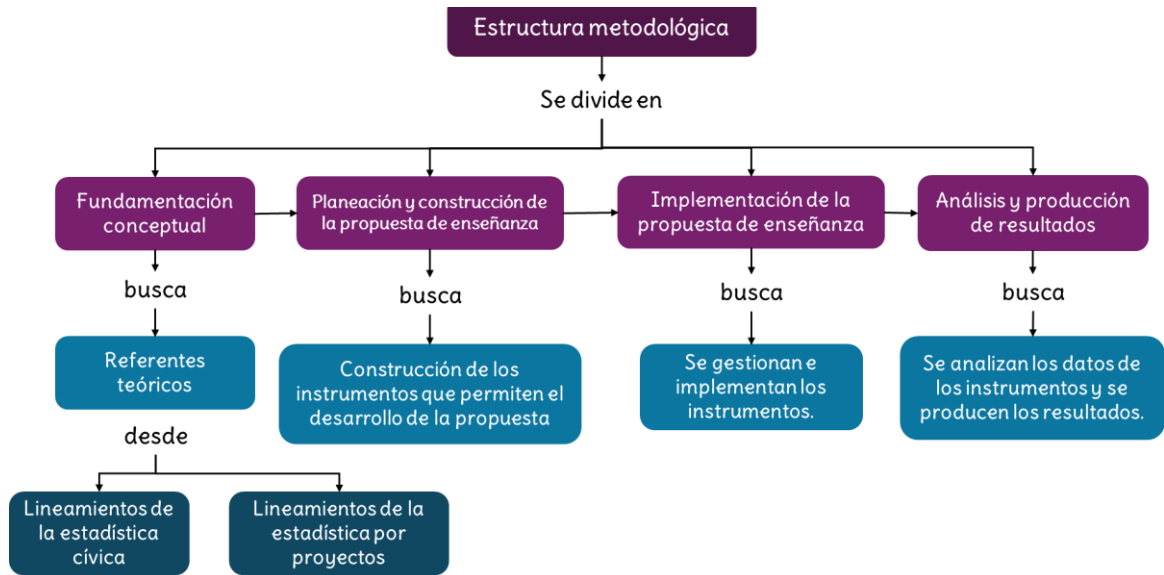 Estructura metodológica
Se divide en
Fundamentación
conceptual
Planeación y construcción de
la propuesta de enseñanza
Implementación de la
propuesta de enseñanza
Análisis y producción
de resultados
busca
busca
busca
busca
Referentes
teóricos
Construcción de los
instrumentos que permiten el
desarrollo de la propuesta
Se gestionan e
implementan los
instrumentos.
Se analizan los datos de
los instrumentos y se
producen los resultados.
desde
Lineamientos de
la estadística
cívica
Lineamientos de la
estadística por
proyectos